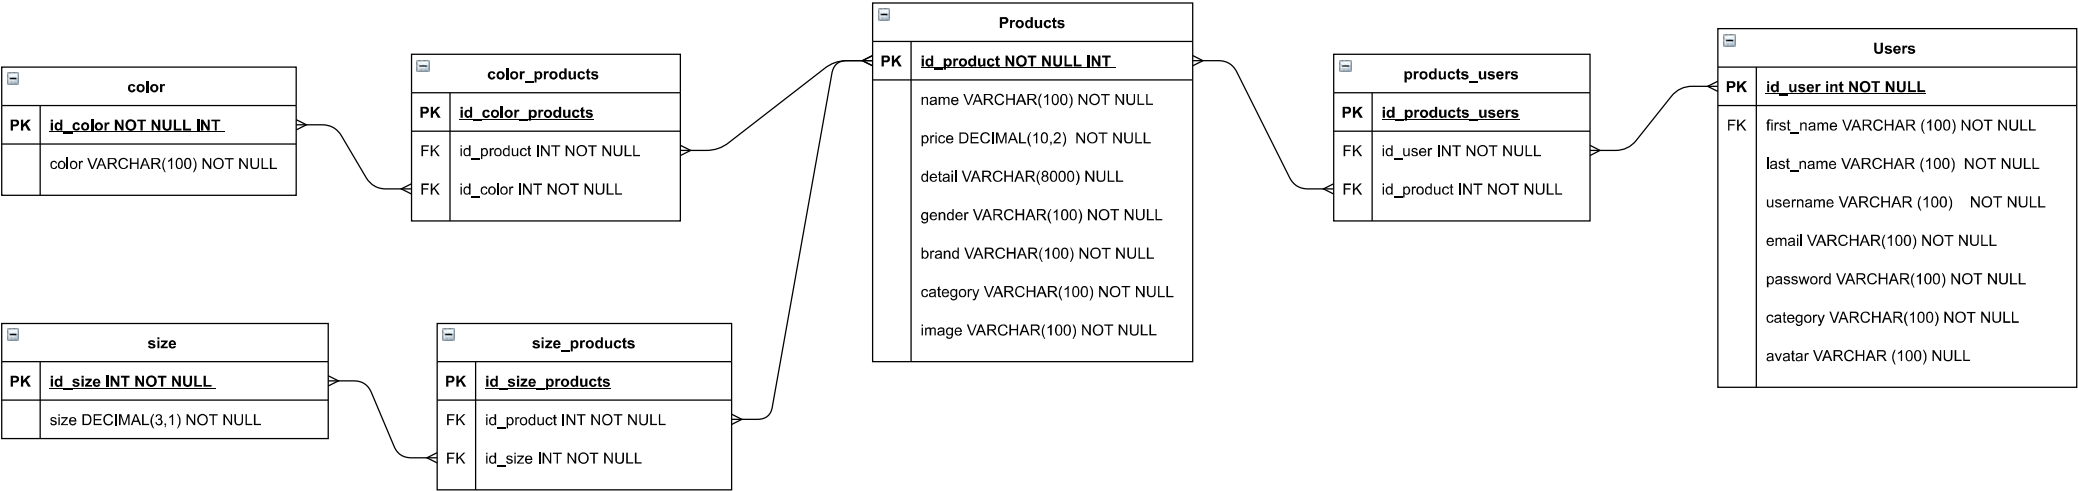 color
PK id_color NOT NULL INT
color VARCHAR(100) NOT NULL
color_products
PK id_color_products
FK id_product INT NOT NULL
FK id_color INT NOT NULL
size
PK id_size INT NOT NULL
size DECIMAL(3,1) NOT NULL
size_products
PK id_size_products
FK id_product INT NOT NULL
FK id_size INT NOT NULL
Products
PK id_product NOT NULL INT
name VARCHAR(100) NOT NULL
price DECIMAL(10,2) NOT NULL
detail VARCHAR(8000) NULL
gender VARCHAR(100) NOT NULL
brand VARCHAR(100) NOT NULL
category VARCHAR(100) NOT NULL
image VARCHAR(100) NOT NULL
products_users
PK id_products_users
FK id_user INT NOT NULL
FK id_product INT NOT NULL
Users
PK id_user int NOT NULL
FK first_name VARCHAR (100) NOT NULL
last_name VARCHAR (100) NOT NULL
username VARCHAR (100) NOT NULL
email VARCHAR(100) NOT NULL
password VARCHAR(100) NOT NULL
category VARCHAR(100) NOT NULL
avatar VARCHAR (100) NULL